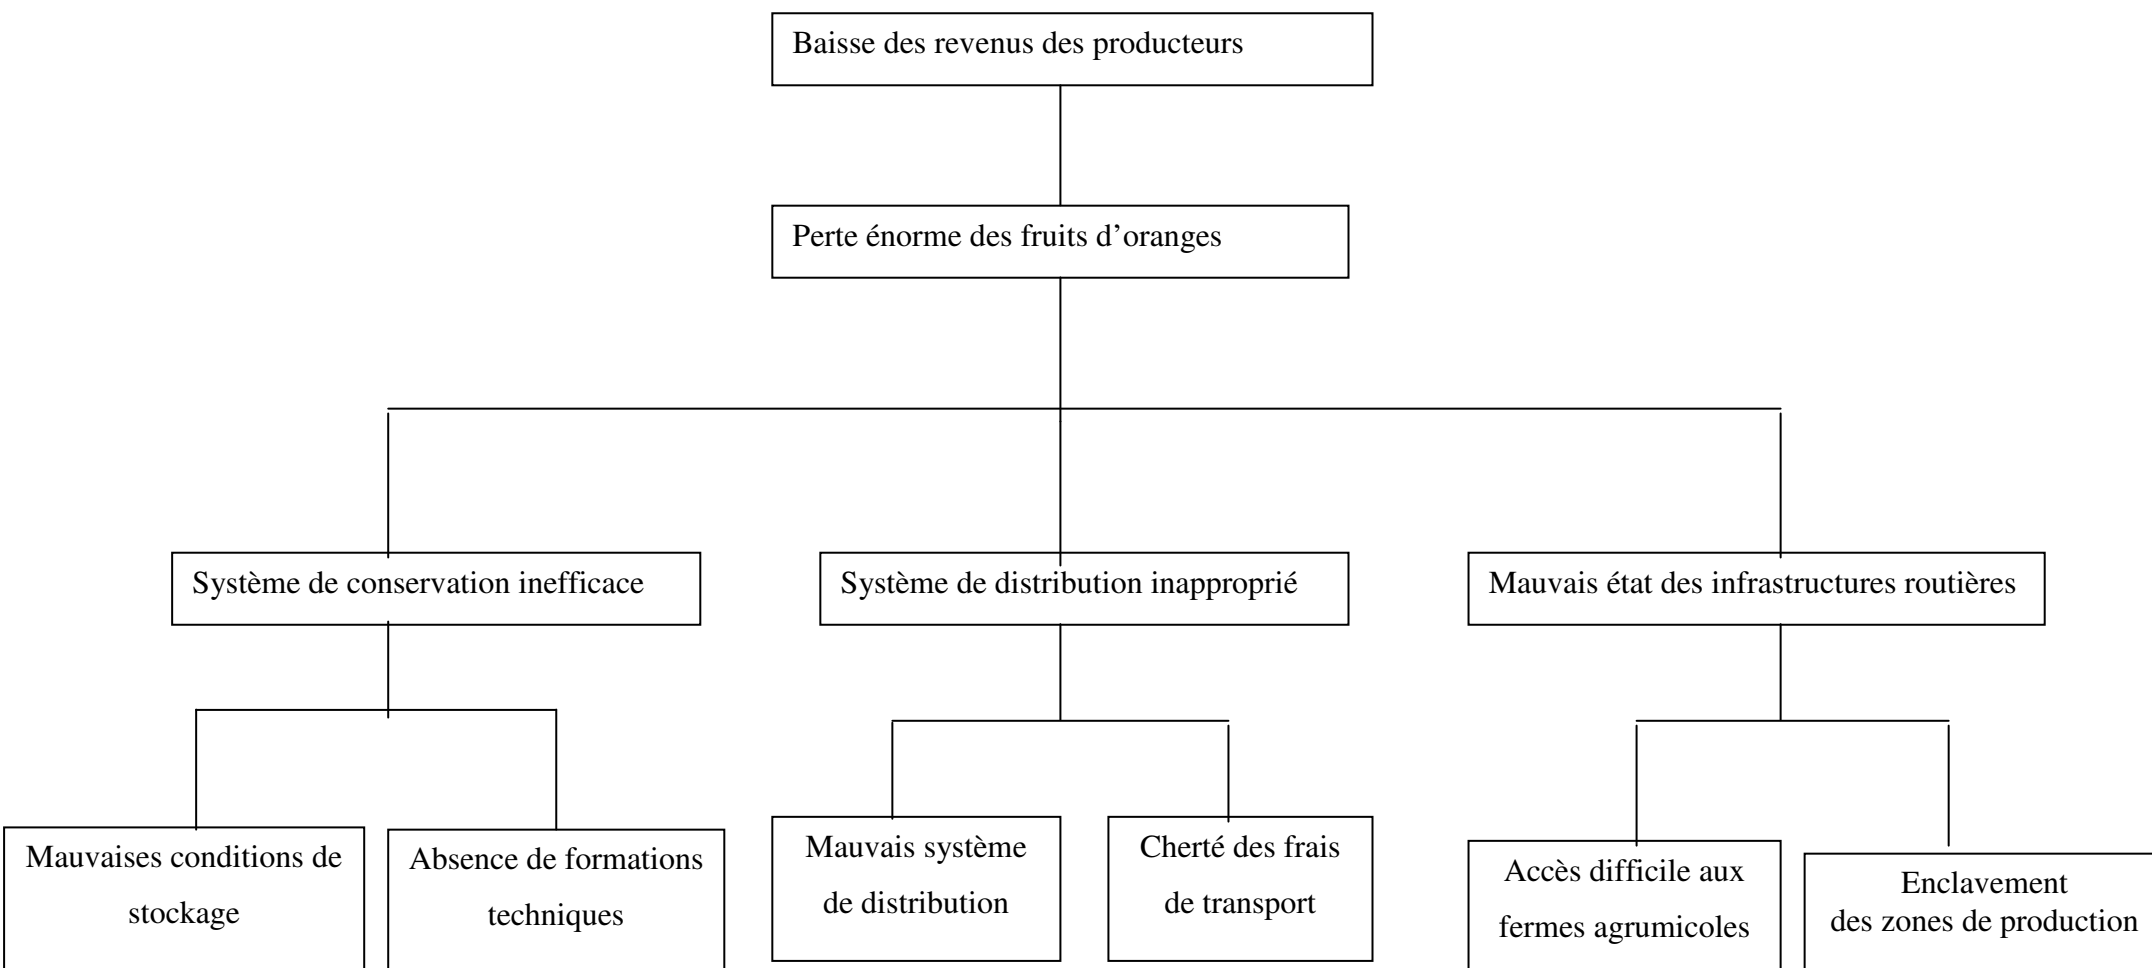 Baisse des revenus des producteurs
Perte énorme des fruits d’oranges
Système de conservation inefficace
Système de distribution inapproprié
Mauvais état des infrastructures routières
Mauvaises conditions de
stockage
Absence de formations
techniques
Mauvais système
de distribution
Cherté des frais
de transport
Accès difficile aux
fermes agrumicoles
Enclavement
des zones de production